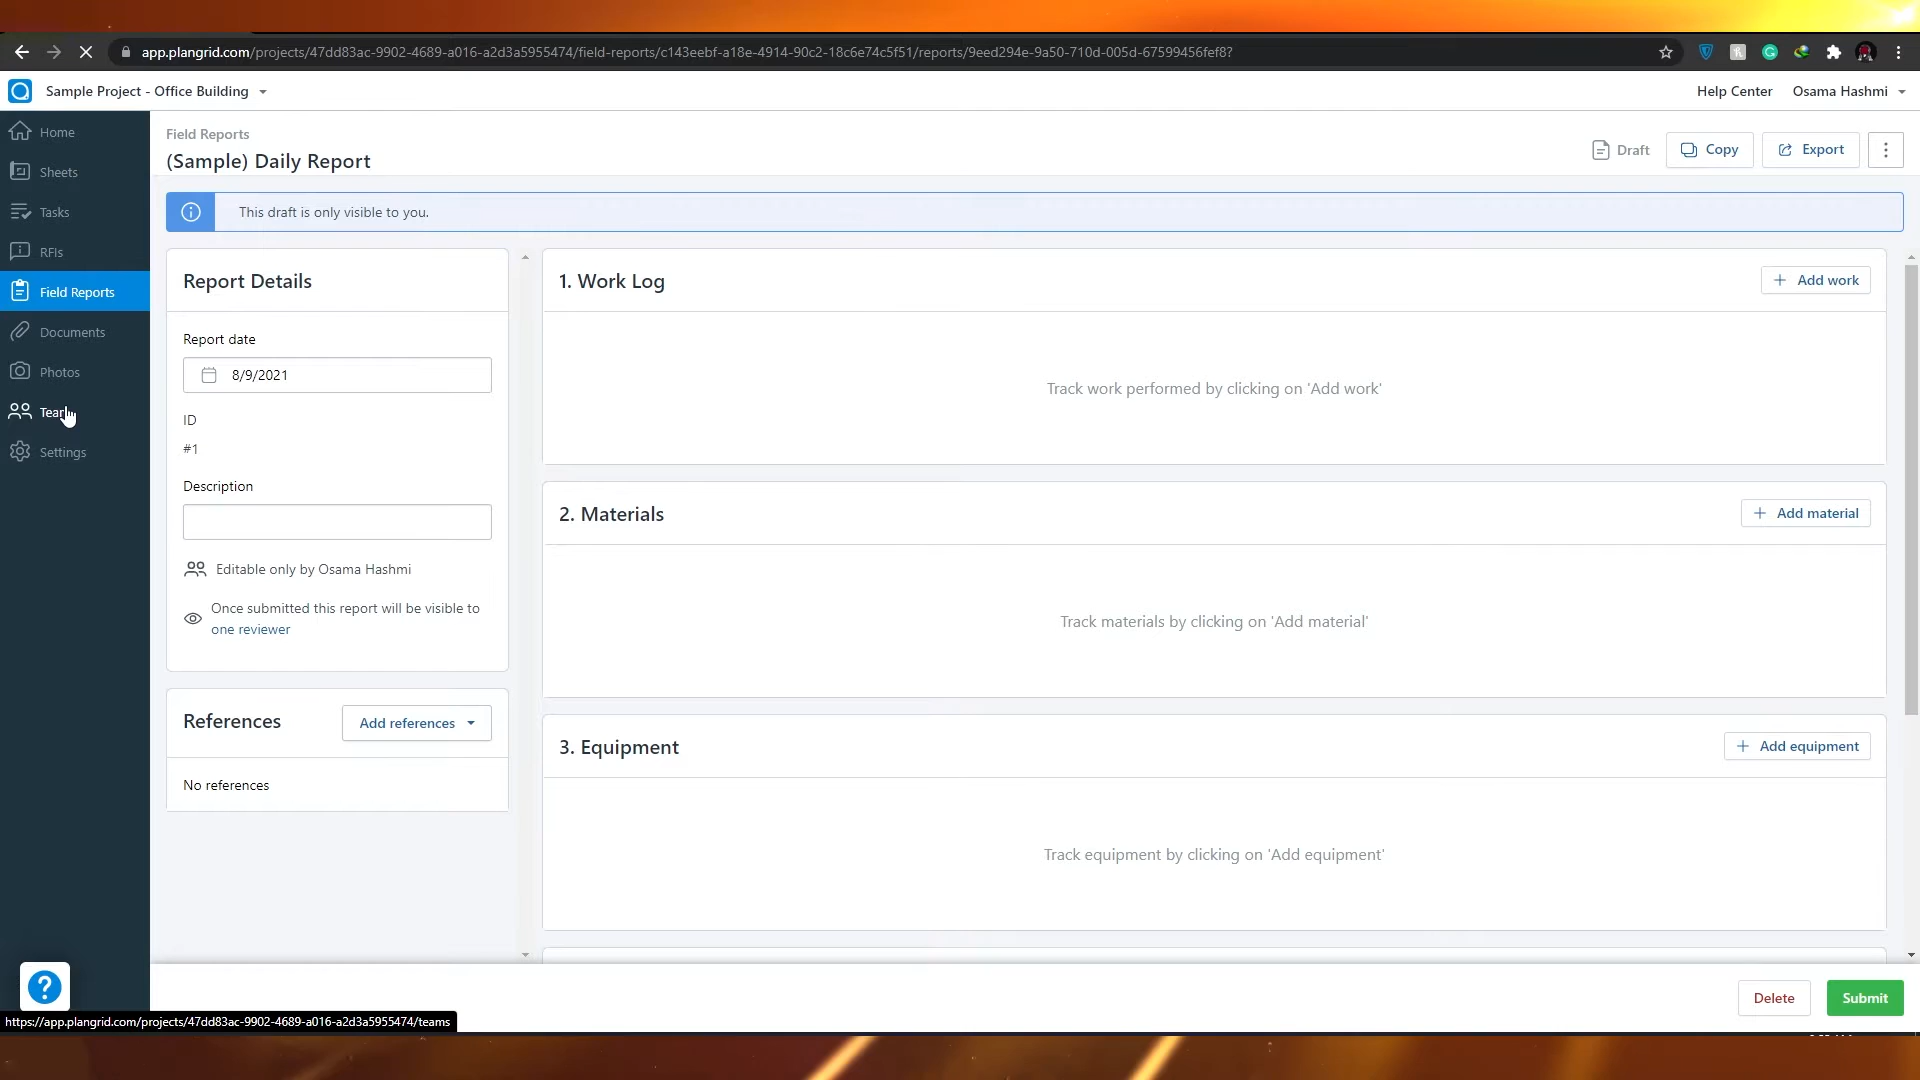 app.plangrid.com/projects/47dd83ac-9902-4689-a016-a2d3a5955474/field-reports/c143eebf-a18e-4914-90c2-18c6e74c5f51/reports/9eed294e-9a50-710d-005d-67599456fef8?
Sample Project - Office Building
Help Center
Osama Hashmi
Home
Sheets
Tasks
RFIs
Field Reports
Documents
Photos
Settings
Field Reports
(Sample) Daily Report
Draft
Copy
Export
This draft is only visible to you.
Report Details
Report date
8/9/2021
ID
#1
Description
Editable only by Osama Hashmi
Once submitted this report will be visible to
one reviewer
References
Add references
No references
1. Work Log
Add work
Track work performed by clicking on 'Add work'
2. Materials
Add material
Track materials by clicking on 'Add material'
3. Equipment
Add equipment
Track equipment by clicking on 'Add equipment'
Delete
Submit
https://app.plangrid.com/projects/47dd83ac-9902-4689-a016-a2d3a5955474/teams